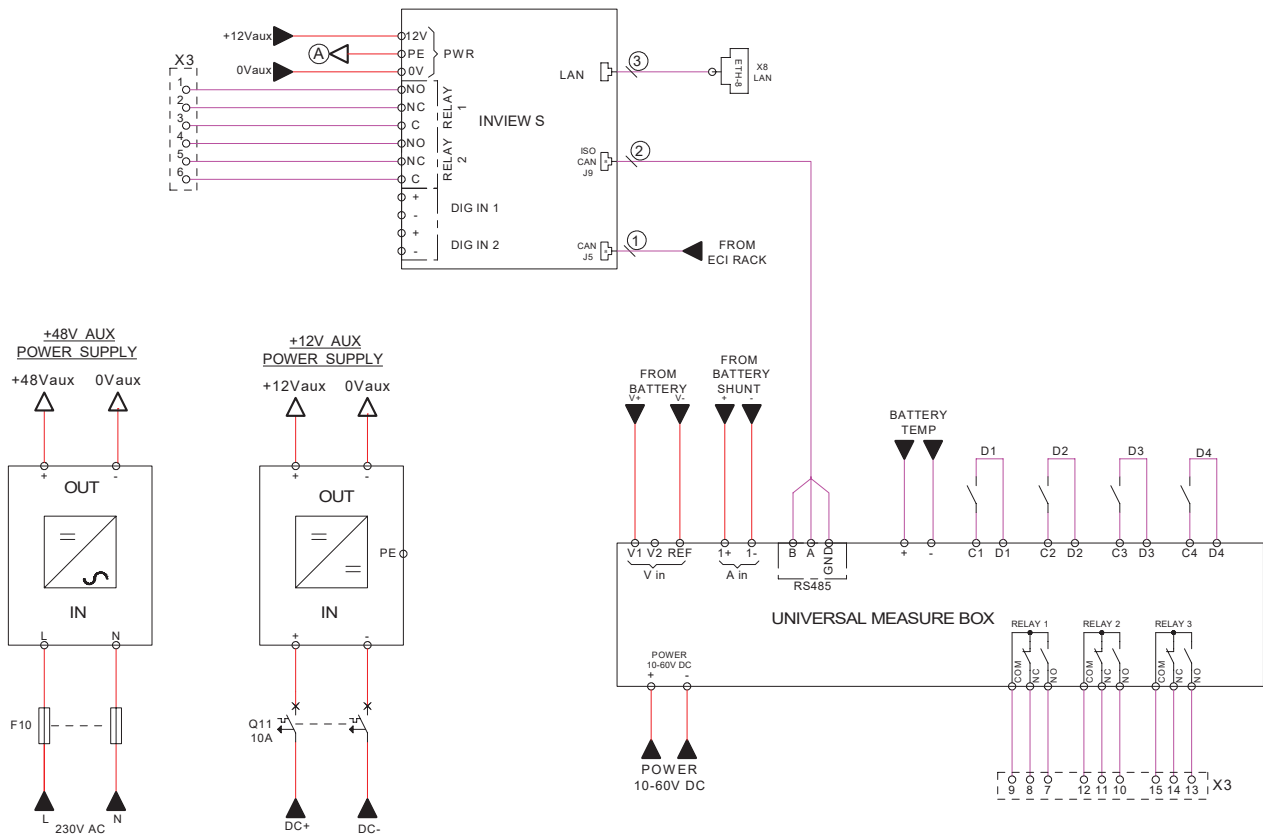 +12Vaux
A
0Vaux
12V
PE
0V
PWR
X3
1
2
3
4
5
6
NO
NC
C
NO
NC
C
RELAY 1
RELAY 2
+
-
+
-
DIG IN 1
DIG IN 2
INVIEW S
LAN
3
ETH-8
X8
LAN
ISO
CAN
J9
2
CAN
J5
1
FROM
ECI RACK
+48V AUX
POWER SUPPLY
+48Vaux 0Vaux
+ -
OUT
IN
L N
F10
L N
230V AC
+12V AUX
POWER SUPPLY
+12Vaux 0Vaux
+ -
OUT
PE
IN
+ -
Q11
10A
DC+ DC-
FROM
BATTERY
V+ V-
FROM
BATTERY
SHUNT
+ -
BATTERY
TEMP
D1 D2 D3 D4
V1 V2 REF
V in
1+ 1-
A in
B A GND
RS485
+ -
C1 D1 C2 D2 C3 D3 C4 D4
UNIVERSAL MEASURE BOX
POWER
10-60V DC
+ -
POWER
10-60V DC
RELAY 1 RELAY 2 RELAY 3
COM NC NO COM NC NO COM NC NO
9 8 7 12 11 10 15 14 13 X3